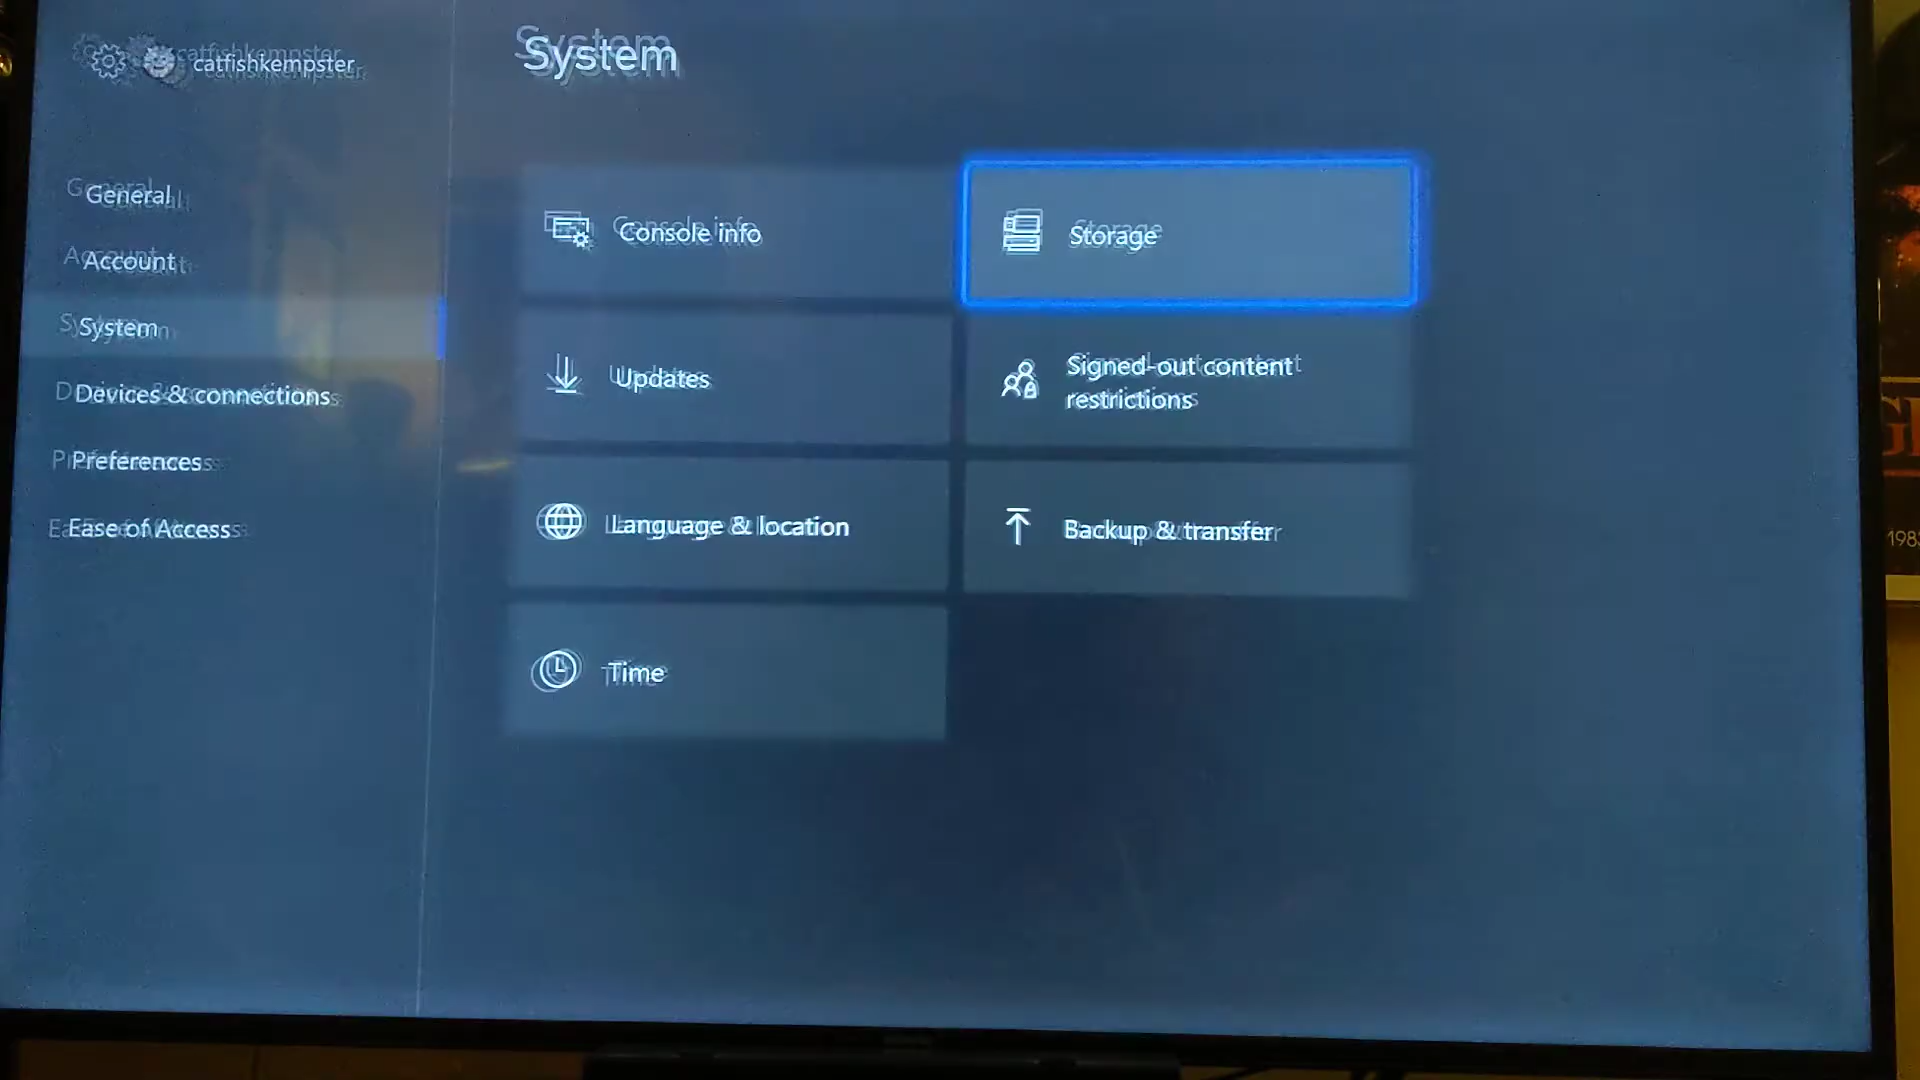 catfishkempster
System
General
Account
System
Devices & connections
Preferences
Ease of Access
Console info
Storage
Updates
Signed-out content
restrictions
Language & location
Backup & transfer
Time